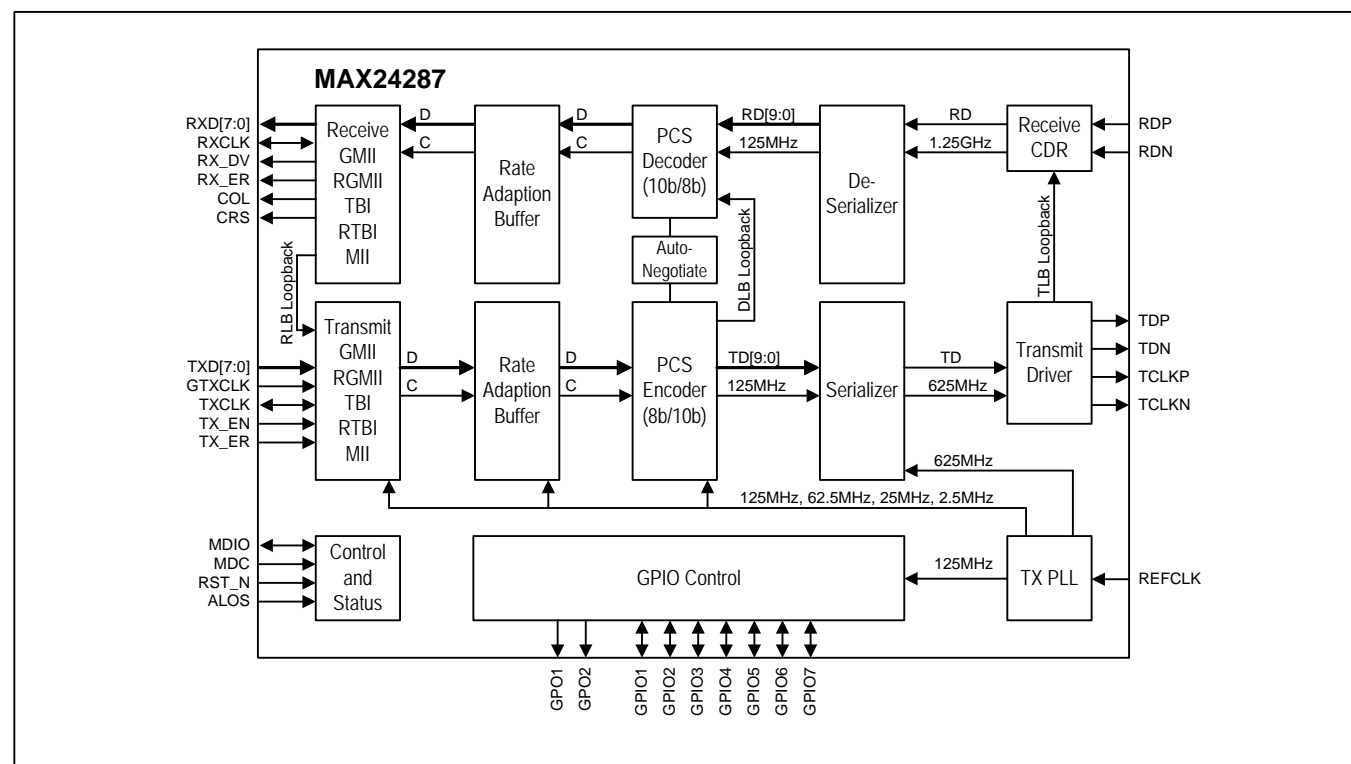 MAX24287
RXD[7:0]
RXCLK
RX_DV
RX_ER
COL
CRS
Receive
GMII
RGMII
TBI
RTBI
MII
D
C
Rate
Adaption
Buffer
D
C
PCS
Decoder
(10b/8b)
RD[9:0]
125MHz
De-
Serializer
RD
1.25GHz
Receive
CDR
RDP
RDN
RLB Loopback
Auto-
Negotiate
DLB Loopback
TLB Loopback
TXD[7:0]
GTXCLK
TXCLK
TX_EN
TX_ER
Transmit
GMII
RGMII
TBI
RTBI
MII
D
C
Rate
Adaption
Buffer
D
C
PCS
Encoder
(8b/10b)
TD[9:0]
125MHz
Serializer
TD
625MHz
Transmit
Driver
TDP
TDN
TCLKP
TCLKN
625MHz
125MHz, 62.5MHz, 25MHz, 2.5MHz
MDIO
MDC
RST_N
ALOS
Control
and
Status
GPIO Control
125MHz
TX PLL
REFCLK
GPO1
GPO2
GPIO1
GPIO2
GPIO3
GPIO4
GPIO5
GPIO6
GPIO7